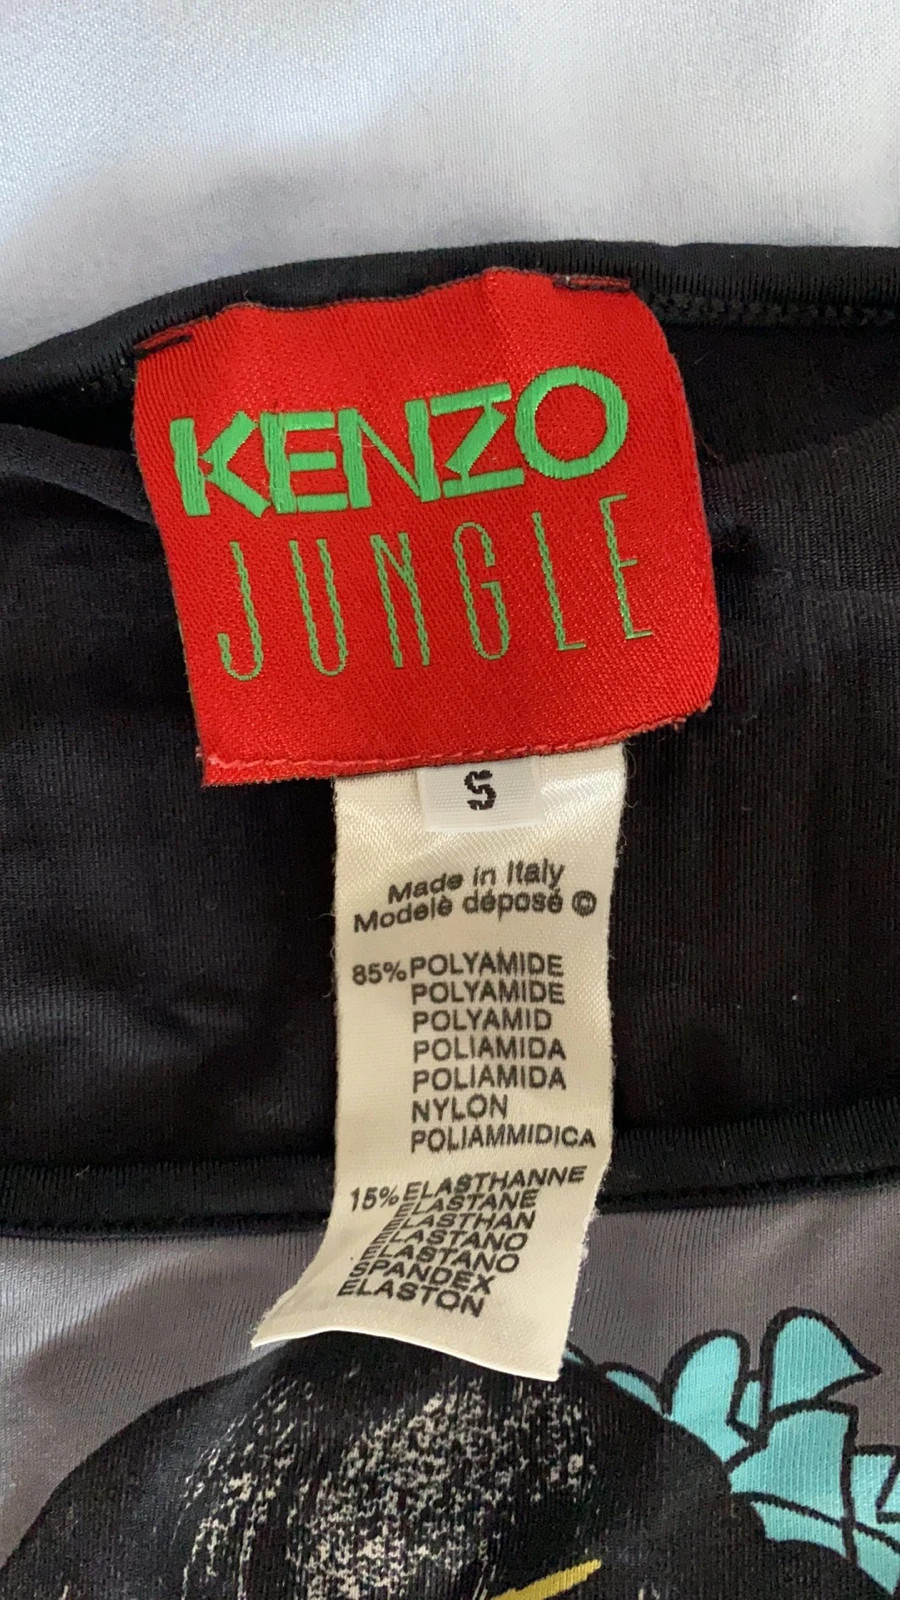 KENZO
JUNGLE
S
Made in Italy
Modelè déposé ©
85% POLYAMIDE
POLYAMIDE
POLYAMID
POLIAMIDA
POLIAMIDA
NYLON
POLIAMMIDICA
15% ELASTHANNE
ELASTANE
ELASTHAN
ELASTANO
ELASTANO
SPANDEX
ELASTON